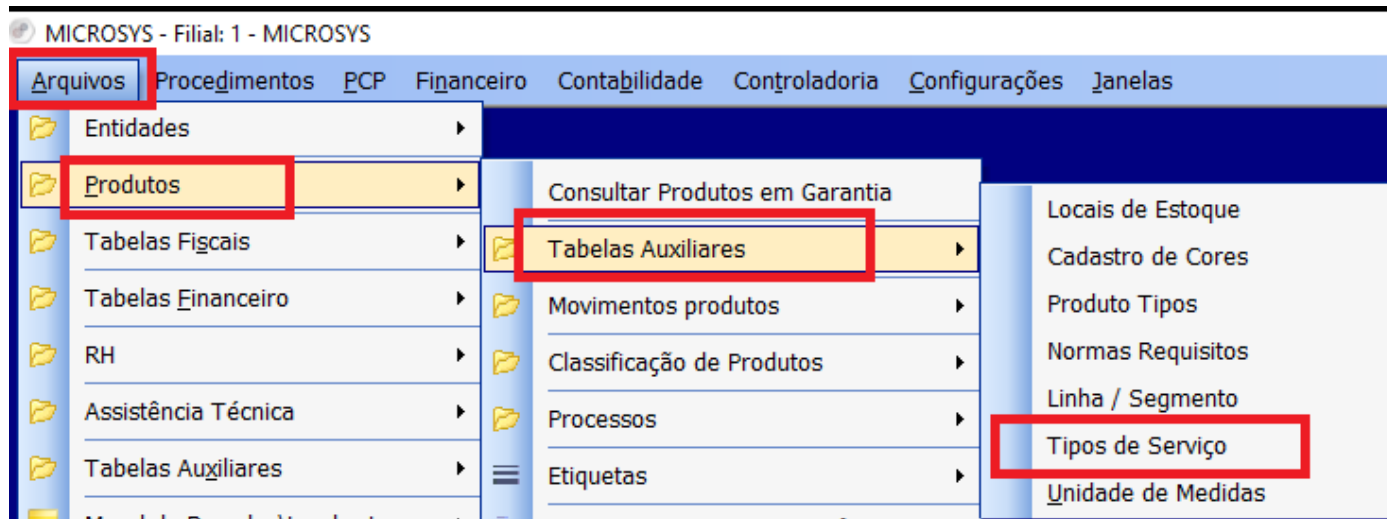 MICROSYS - Filial: 1 - MICROSYS
Arquivos Procedimentos PCP Financeiro Contabilidade Controladoria Configurações Janelas
Entidades
Produtos
Tabelas Fiscais
Tabelas Financeiro
RH
Assistência Técnica
Tabelas Auxiliares
Consultar Produtos em Garantia
Tabelas Auxiliares
Movimentos produtos
Classificação de Produtos
Processos
Etiquetas
Locais de Estoque
Cadastro de Cores
Produto Tipos
Normas Requisitos
Linha / Segmento
Tipos de Serviço
Unidade de Medidas